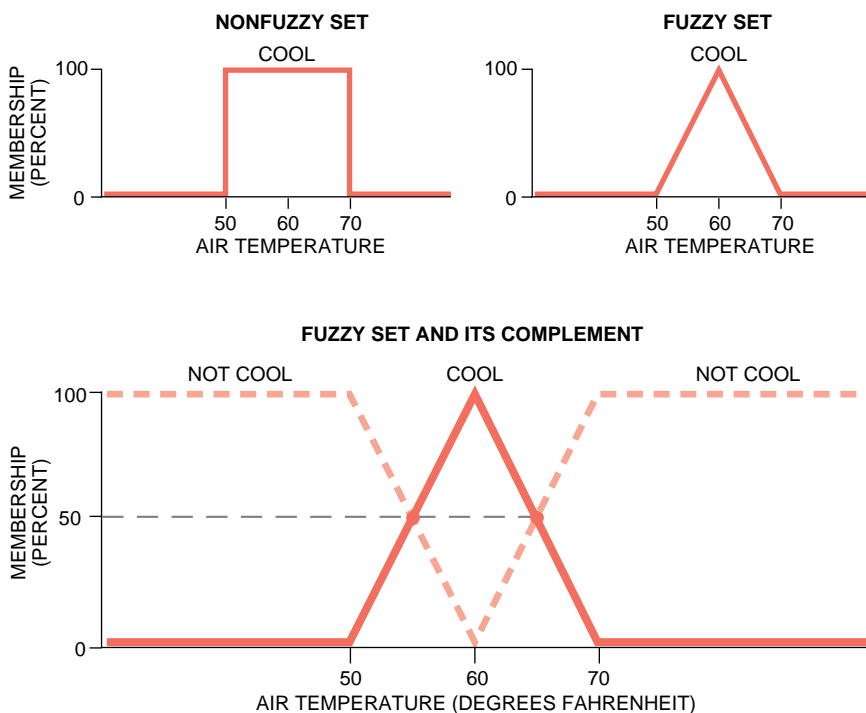 NONFUZZY SET
COOL
100
0
MEMBERSHIP
(PERCENT)
50 60 70
AIR TEMPERATURE
FUZZY SET
COOL
100
0
50 60 70
AIR TEMPERATURE
FUZZY SET AND ITS COMPLEMENT
NOT COOL COOL NOT COOL
100
50
0
MEMBERSHIP
(PERCENT)
50 60 70
AIR TEMPERATURE (DEGREES FAHRENHEIT)